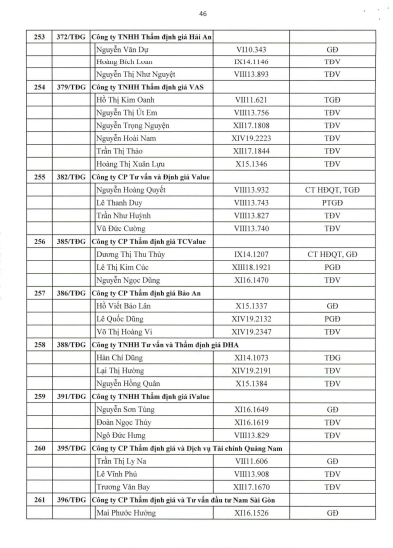 46
253 372/TĐG Công ty TNHH Thẩm định giá Hải An
Nguyễn Văn Dự VI10.343 GĐ
Hoàng Bích Loan IX14.1146 TĐV
Nguyễn Thị Như Nguyệt VIII13.893 TĐV
254 379/TĐG Công ty TNHH Thẩm định giá VAS
Hồ Thị Kim Oanh VII11.621 TGĐ
Nguyễn Thị Út Em VIII13.756 TĐV
Nguyễn Trọng Nguyện XII17.1808 TĐV
Nguyễn Hoài Nam XIV19.2223 TĐV
Trần Thị Thảo XII17.1844 TĐV
Hoàng Thị Xuân Lựu X15.1346 TĐV
255 382/TĐG Công ty CP Tư vấn và Định giá Value
Nguyễn Hoàng Quyết VIII13.932 CT HĐQT, TGĐ
Lê Thanh Duy VIII13.743 PTGĐ
Trần Như Huỳnh VIII13.827 TĐV
Vũ Đức Cường VIII13.740 TĐV
256 385/TĐG Công ty CP Thẩm định giá TCValue
Dương Thị Thu Thủy IX14.1207 CT HĐQT, GĐ
Lê Thị Kim Cúc XIII18.1921 PGĐ
Nguyễn Ngọc Dũng XI16.1470 TĐV
257 386/TĐG Công ty CP Thẩm định giá Bảo An
Hồ Viết Bảo Lân X15.1337 GĐ
Lê Quốc Dũng XIV19.2132 PGĐ
Võ Thị Hoàng Vi XIV19.2347 TĐV
258 388/TĐG Công ty TNHH Tư vấn và Thẩm định giá DHA
Hàn Chí Dũng XI14.1073 TĐG
Lại Thị Hường XIV19.2191 TĐV
Nguyễn Hồng Quân X15.1384 TĐV
259 391/TĐG Công ty TNHH Thẩm định giá iValue
Nguyễn Sơn Tùng XI16.1649 GĐ
Đoàn Ngọc Thủy XI16.1619 TĐV
Ngô Đức Hưng VIII13.829 TĐV
260 395/TĐG Công ty CP Thẩm định giá và Dịch vụ Tài chính Quảng Nam
Trần Thị Ly Na VII11.606 GĐ
Lê Vĩnh Phú VIII13.908 TĐV
Trương Văn Bay XII17.1670 TĐV
261 396/TĐG Công ty CP Thẩm định giá và Tư vấn đầu tư Nam Sài Gòn
Mai Phước Hường XI16.1526 GĐ